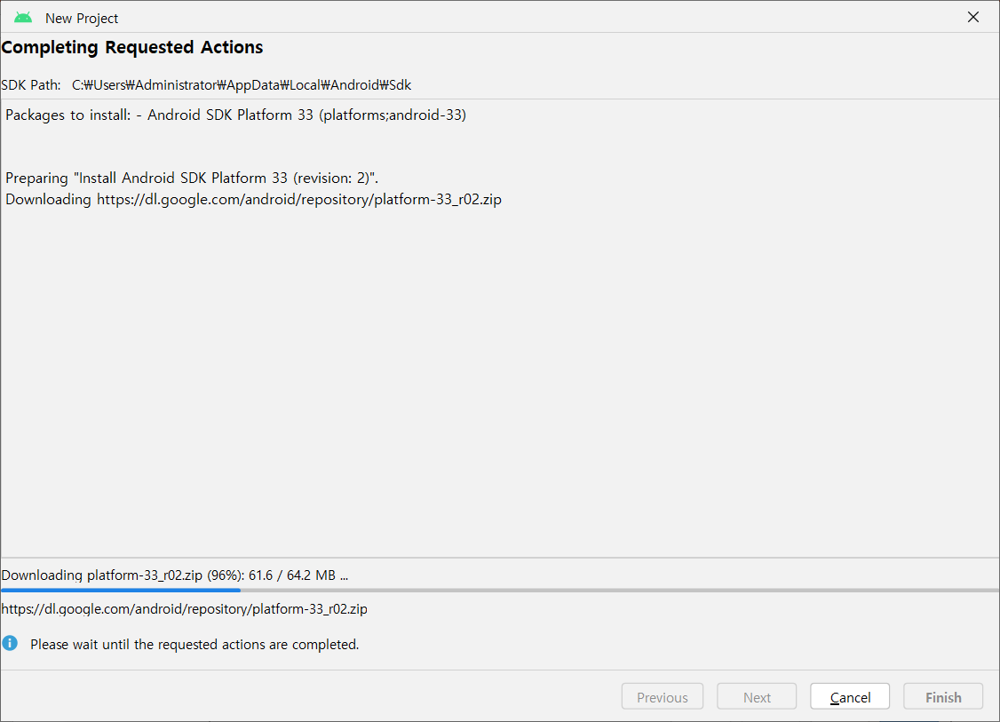 New Project
Completing Requested Actions
SDK Path: C:₩Users₩Administrator₩AppData₩Local₩Android₩Sdk
Packages to install: - Android SDK Platform 33 (platforms;android-33)
Preparing "Install Android SDK Platform 33 (revision: 2)".
Downloading https://dl.google.com/android/repository/platform-33_r02.zip
Downloading platform-33_r02.zip (96%): 61.6 / 64.2 MB ...
https://dl.google.com/android/repository/platform-33_r02.zip
Please wait until the requested actions are completed.
Previous Next Cancel Finish